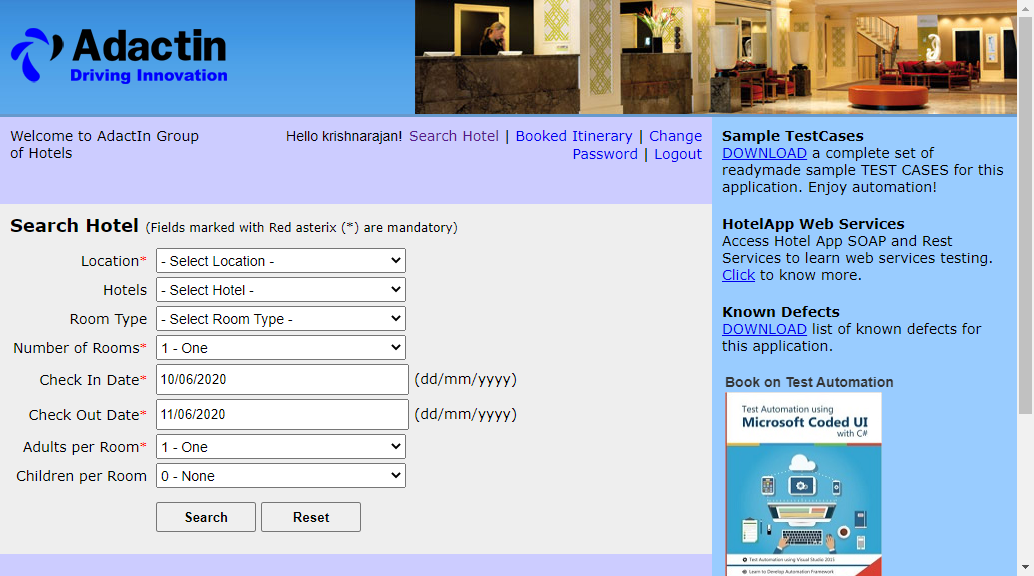 Adactin
Driving Innovation
Welcome to AdactIn Group
of Hotels
Hello krishnarajan! Search Hotel | Booked Itinerary | Change
Password | Logout
Search Hotel (Fields marked with Red asterix (*) are mandatory)
Location* - Select Location -
Hotels - Select Hotel -
Room Type - Select Room Type -
Number of Rooms* 1 - One
Check In Date* 10/06/2020 (dd/mm/yyyy)
Check Out Date* 11/06/2020 (dd/mm/yyyy)
Adults per Room* 1 - One
Children per Room 0 - None
Search Reset
Sample TestCases
DOWNLOAD a complete set of
readymade sample TEST CASES for this
application. Enjoy automation!
HotelApp Web Services
Access Hotel App SOAP and Rest
Services to learn web services testing.
Click to know more.
Known Defects
DOWNLOAD list of known defects for
this application.
Book on Test Automation
Test Automation using
Microsoft Coded UI
with C#
Test Automation using Visual Studio 2015
Learn to Develop Automation Framework